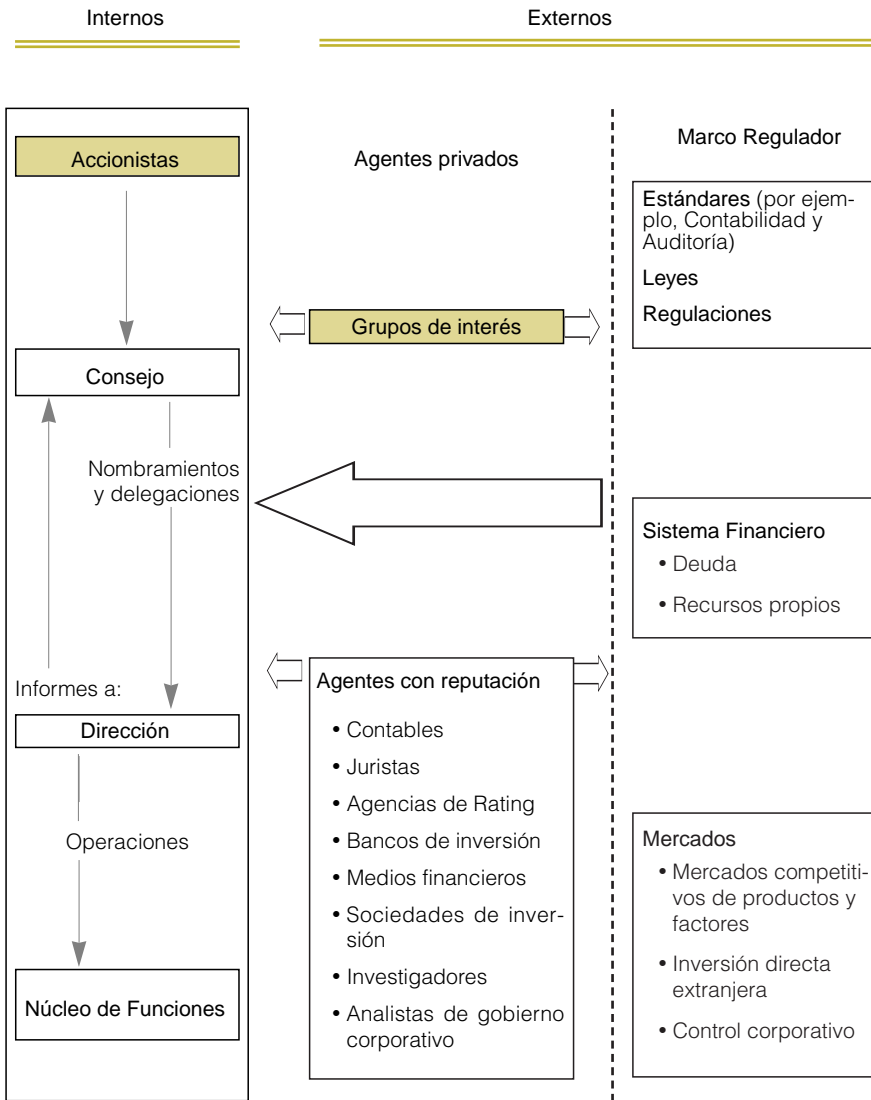 Internos
Externos
Accionistas
Consejo
Nombramientos
y delegaciones
Informes a:
Dirección
Operaciones
Núcleo de Funciones
Agentes privados
Grupos de interés
Agentes con reputación
• Contables
• Juristas
• Agencias de Rating
• Bancos de inversión
• Medios financieros
• Sociedades de inver-
sión
• Investigadores
• Analistas de gobierno
corporativo
Marco Regulador
Estándares (por ejem-
plo, Contabilidad y
Auditoría)
Leyes
Regulaciones
Sistema Financiero
• Deuda
• Recursos propios
Mercados
• Mercados competiti-
vos de productos y
factores
• Inversión directa
extranjera
• Control corporativo